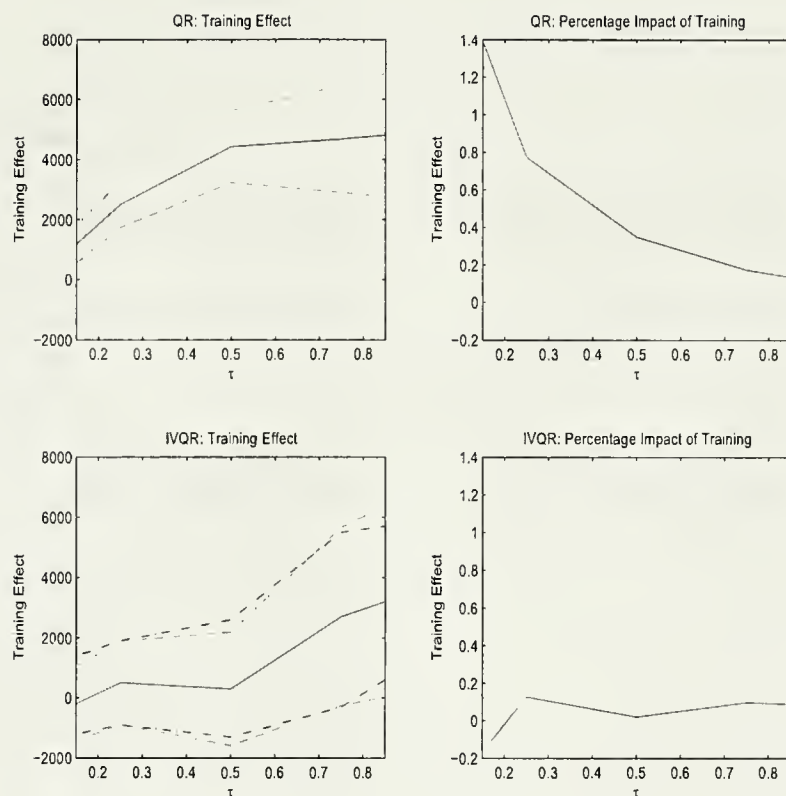 QR: Training Effect
8000
6000
4000
2000
0
−2000
Training Effect
0.2 0.3 0.4 0.5 0.6 0.7 0.8
τ
QR: Percentage Impact of Training
1.4
1.2
1
0.8
0.6
0.4
0.2
0
−0.2
Training Effect
0.2 0.3 0.4 0.5 0.6 0.7 0.8
τ
IVQR: Training Effect
8000
6000
4000
2000
0
−2000
Training Effect
0.2 0.3 0.4 0.5 0.6 0.7 0.8
τ
IVQR: Percentage Impact of Training
1.4
1.2
1
0.8
0.6
0.4
0.2
0
−0.2
Training Effect
0.2 0.3 0.4 0.5 0.6 0.7 0.8
τ